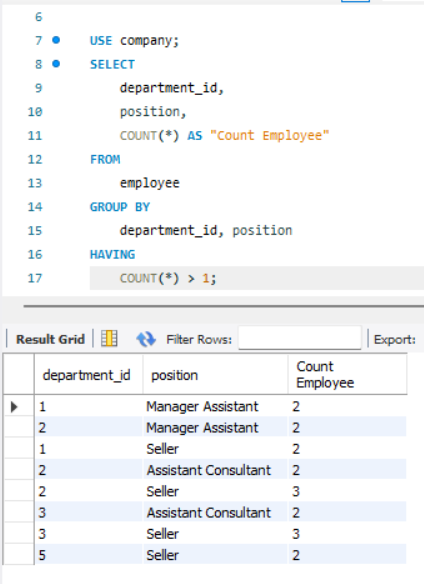 6
7 USE company;
8 SELECT
9 department_id,
10 position,
11 COUNT(*) AS "Count Employee"
12 FROM
13 employee
14 GROUP BY
15 department_id, position
16 HAVING
17 COUNT(*) > 1;
Result Grid Filter Rows: Export:
department_id position Count Employee
1 Manager Assistant 2
2 Manager Assistant 2
1 Seller 2
2 Assistant Consultant 2
2 Seller 3
3 Assistant Consultant 2
3 Seller 3
5 Seller 2